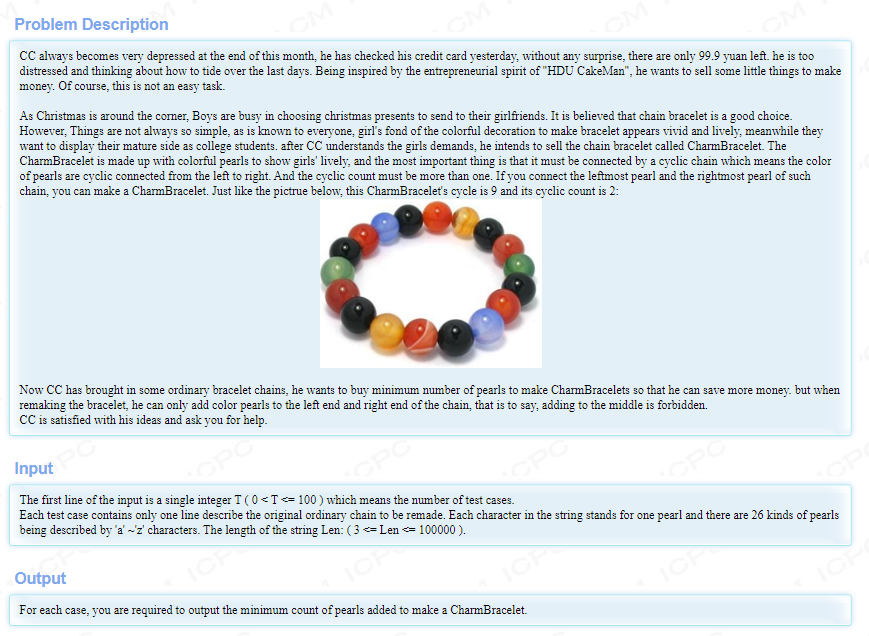 Problem Description
CC always becomes very depressed at the end of this month, he has checked his credit card yesterday, without any surprise, there are only 99.9 yuan left. he is too
distressed and thinking about how to tide over the last days. Being inspired by the entrepreneurial spirit of "HDU CakeMan", he wants to sell some little things to make
money. Of course, this is not an easy task.
As Christmas is around the corner, Boys are busy in choosing christmas presents to send to their girlfriends. It is believed that chain bracelet is a good choice.
However, Things are not always so simple, as is known to everyone, girl's fond of the colorful decoration to make bracelet appears vivid and lively, meanwhile they
want to display their mature side as college students. after CC understands the girls demands, he intends to sell the chain bracelet called CharmBracelet. The
CharmBracelet is made up with colorful pearls to show girls' lively, and the most important thing is that it must be connected by a cyclic chain which means the color
of pearls are cyclic connected from the left to right. And the cyclic count must be more than one. If you connect the leftmost pearl and the rightmost pearl of such
chain, you can make a CharmBracelet. Just like the pictrue below, this CharmBracelet's cycle is 9 and its cyclic count is 2:
Now CC has brought in some ordinary bracelet chains, he wants to buy minimum number of pearls to make CharmBracelets so that he can save more money. but when
remaking the bracelet, he can only add color pearls to the left end and right end of the chain, that is to say, adding to the middle is forbidden.
CC is satisfied with his ideas and ask you for help.
Input
The first line of the input is a single integer T ( 0 < T <= 100 ) which means the number of test cases.
Each test case contains only one line describe the original ordinary chain to be remade. Each character in the string stands for one pearl and there are 26 kinds of pearls
being described by 'a' ~'z' characters. The length of the string Len: ( 3 <= Len <= 100000 ).
Output
For each case, you are required to output the minimum count of pearls added to make a CharmBracelet.